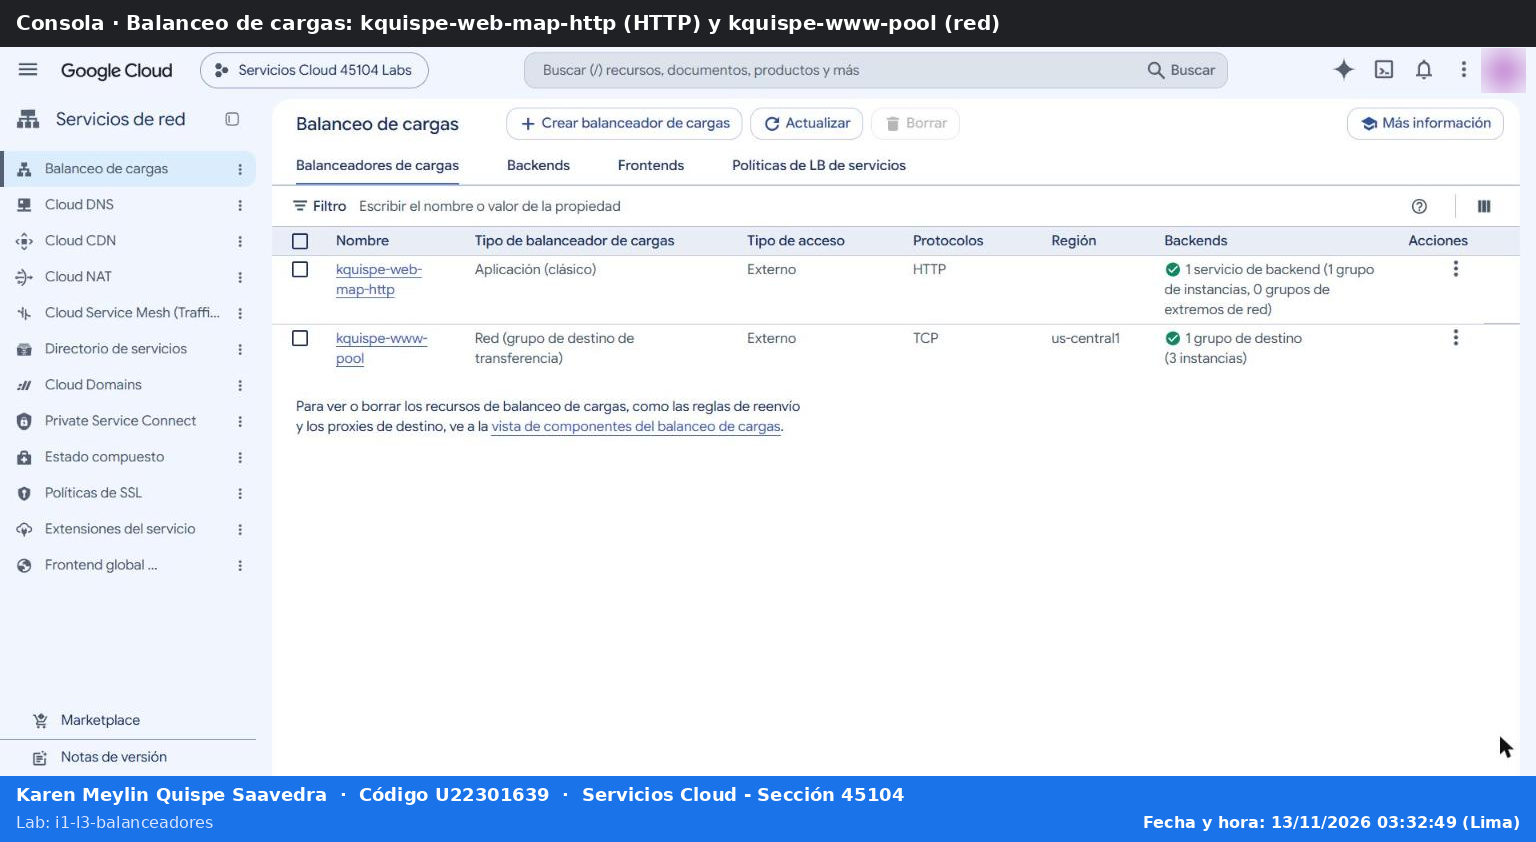 Consola · Balanceo de cargas: kquispe-web-map-http (HTTP) y kquispe-www-pool (red)
Google Cloud
Servicios Cloud 45104 Labs
Buscar (/) recursos, documentos, productos y más
Buscar
Servicios de red
Balanceo de cargas
Cloud DNS
Cloud CDN
Cloud NAT
Cloud Service Mesh (Traffi...
Directorio de servicios
Cloud Domains
Private Service Connect
Estado compuesto
Políticas de SSL
Extensiones del servicio
Frontend global ...
Marketplace
Notas de versión
Balanceo de cargas
Crear balanceador de cargas
Actualizar
Borrar
Más información
Balanceadores de cargas
Backends
Frontends
Políticas de LB de servicios
Filtro
Escribir el nombre o valor de la propiedad
Nombre
Tipo de balanceador de cargas
Tipo de acceso
Protocolos
Región
Backends
Acciones
kquispe-web-
map-http
Aplicación (clásico)
Externo
HTTP
1 servicio de backend (1 grupo
de instancias, 0 grupos de
extremos de red)
kquispe-www-
pool
Red (grupo de destino de
transferencia)
Externo
TCP
us-central1
1 grupo de destino
(3 instancias)
Para ver o borrar los recursos de balanceo de cargas, como las reglas de reenvío
y los proxies de destino, ve a la vista de componentes del balanceo de cargas.
Karen Meylin Quispe Saavedra · Código U22301639 · Servicios Cloud - Sección 45104
Lab: i1-l3-balanceadores
Fecha y hora: 13/11/2026 03:32:49 (Lima)